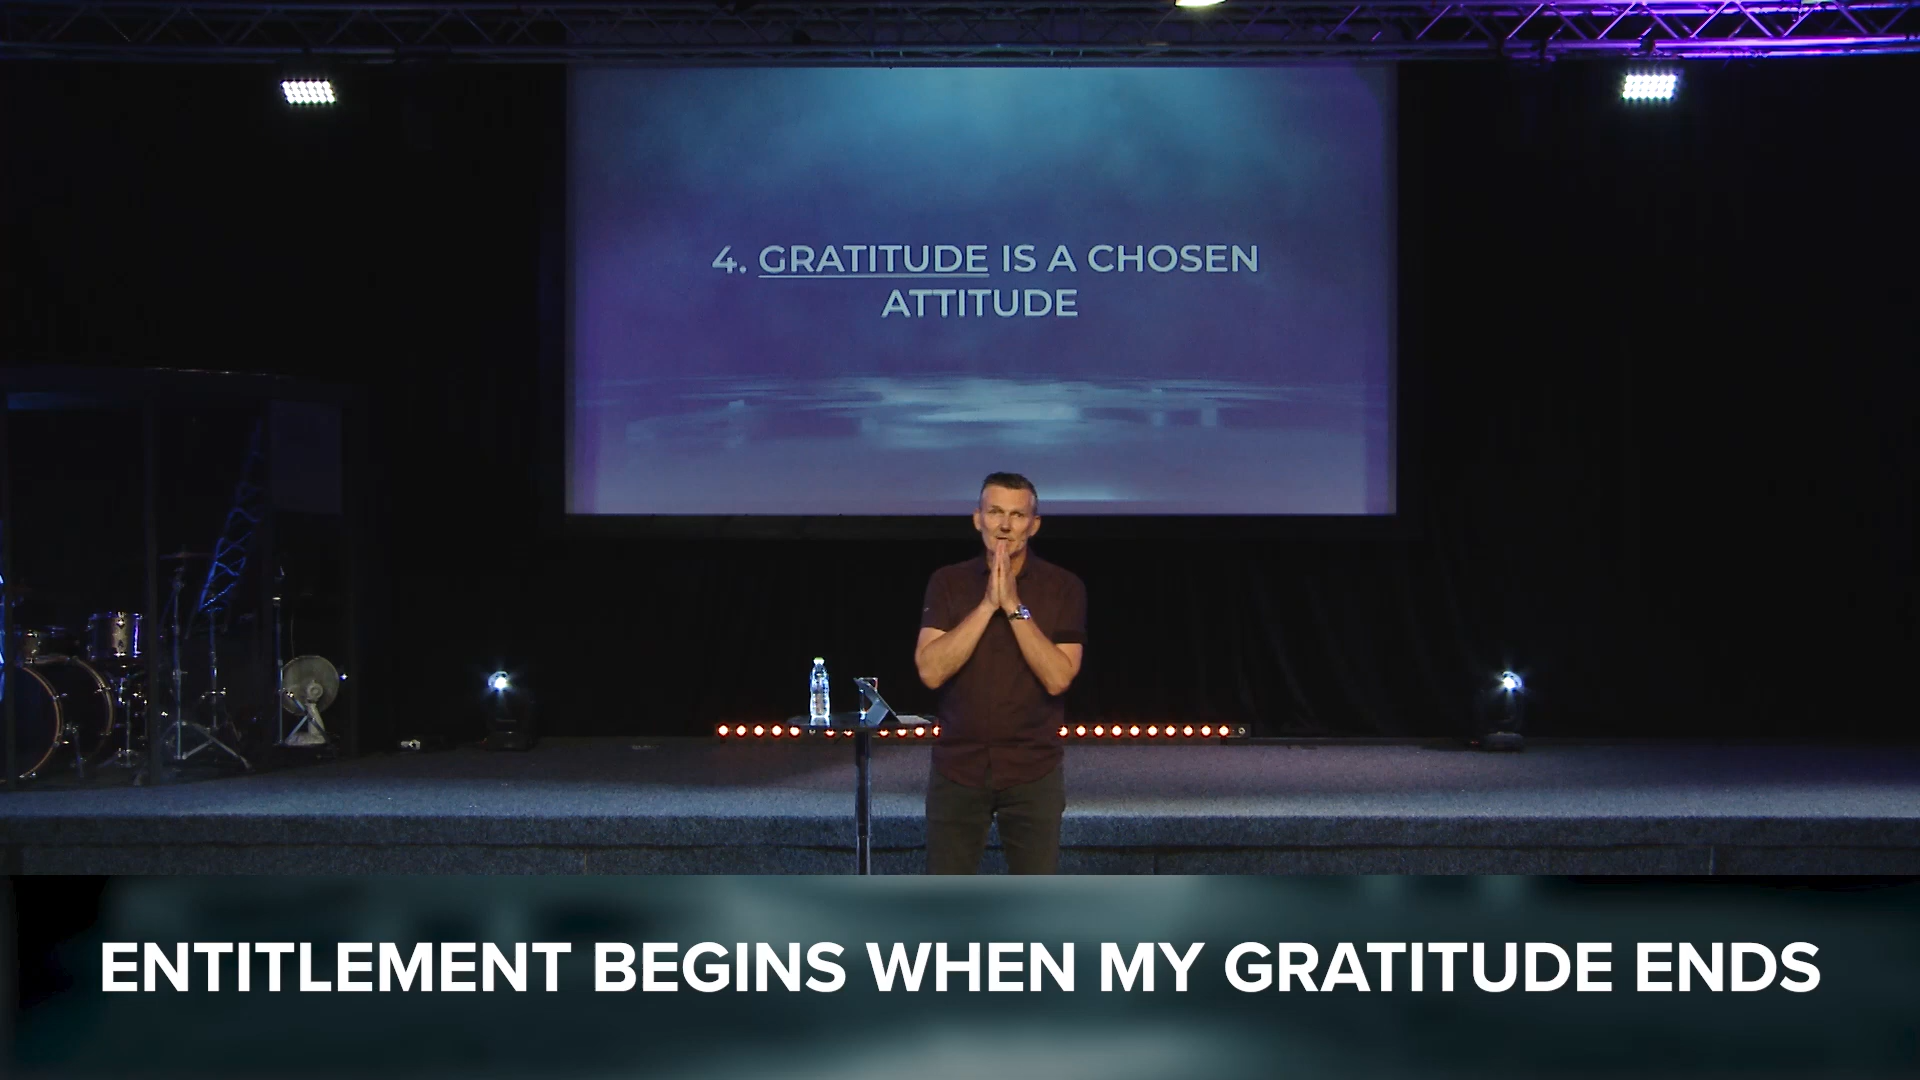 4. GRATITUDE IS A CHOSEN
ATTITUDE
ENTITLEMENT BEGINS WHEN MY GRATITUDE ENDS